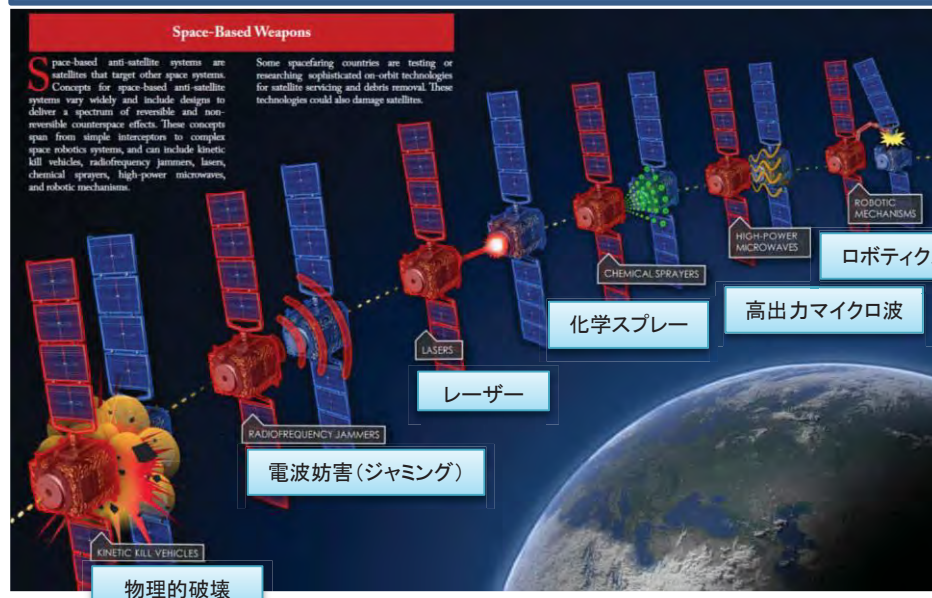 Space-Based Weapons
Space-based anti-satellite systems are
satellites that target other space systems.
Concepts for space-based anti-satellite
systems vary widely and include designs to
deliver a spectrum of reversible and non-
reversible counterspace effects. These concepts
span from simple interceptors to complex
space robotics systems, and can include kinetic
kill vehicles, radiofrequency jammers, lasers,
chemical sprayers, high-power microwaves,
and robotic mechanisms.
Some spacefaring countries are testing or
researching sophisticated on-orbit technologies
for satellite servicing and debris removal. These
technologies could also damage satellites.
ROBOTIC
MECHANISMS
ロボティク
HIGH-POWER
MICROWAVES
高出力マイクロ波
CHEMICAL SPRAYERS
化学スプレー
LASERS
レーザー
RADIOFREQUENCY JAMMERS
電波妨害(ジャミング)
KINETIC KILL VEHICLES
物理的破壊